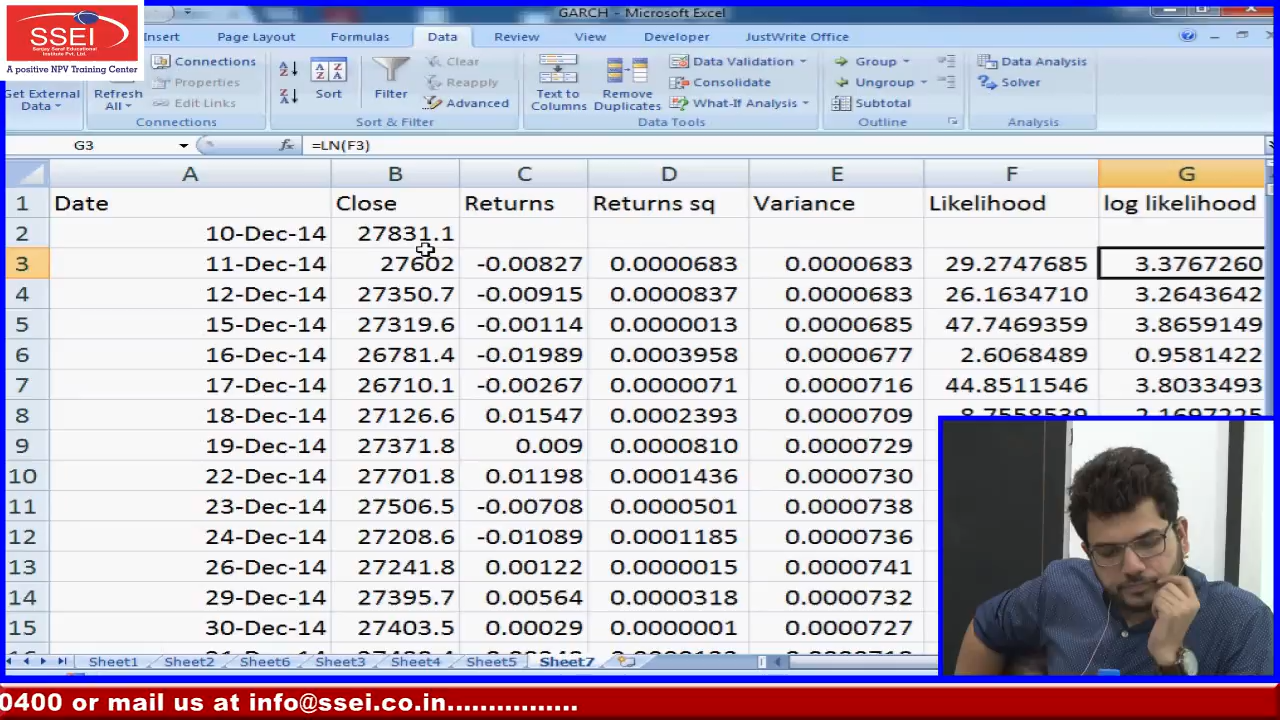 SSEI
Sanjay Saraf Educational
Institute Pvt. Ltd.
A positive NPV Training Center
GARCH - Microsoft Excel
Insert Page Layout Formulas Data Review View Developer JustWrite Office
Get External Data
Refresh All
Connections
Properties
Edit Links
Connections
Sort
Filter
Clear
Reapply
Advanced
Sort & Filter
Text to Columns
Remove Duplicates
Data Validation
Consolidate
What-If Analysis
Data Tools
Group
Ungroup
Subtotal
Outline
Data Analysis
Solver
Analysis
G3 fx =LN(F3)
A B C D E F G
1 Date Close Returns Returns sq Variance Likelihood log likelihood
2 10-Dec-14 27831.1
3 11-Dec-14 27602 -0.00827 0.0000683 0.0000683 29.2747685 3.3767260
4 12-Dec-14 27350.7 -0.00915 0.0000837 0.0000683 26.1634710 3.2643642
5 15-Dec-14 27319.6 -0.00114 0.0000013 0.0000685 47.7469359 3.8659149
6 16-Dec-14 26781.4 -0.01989 0.0003958 0.0000677 2.6068489 0.9581422
7 17-Dec-14 26710.1 -0.00267 0.0000071 0.0000716 44.8511546 3.8033493
8 18-Dec-14 27126.6 0.01547 0.0002393 0.0000709 8.7558539 2.1697225
9 19-Dec-14 27371.8 0.009 0.0000810 0.0000729
10 22-Dec-14 27701.8 0.01198 0.0001436 0.0000730
11 23-Dec-14 27506.5 -0.00708 0.0000501 0.0000738
12 24-Dec-14 27208.6 -0.01089 0.0001185 0.0000736
13 26-Dec-14 27241.8 0.00122 0.0000015 0.0000741
14 29-Dec-14 27395.7 0.00564 0.0000318 0.0000732
15 30-Dec-14 27403.5 0.00029 0.0000001 0.0000727
Sheet1 Sheet2 Sheet6 Sheet3 Sheet4 Sheet5 Sheet7
0400 or mail us at info@ssei.co.in................